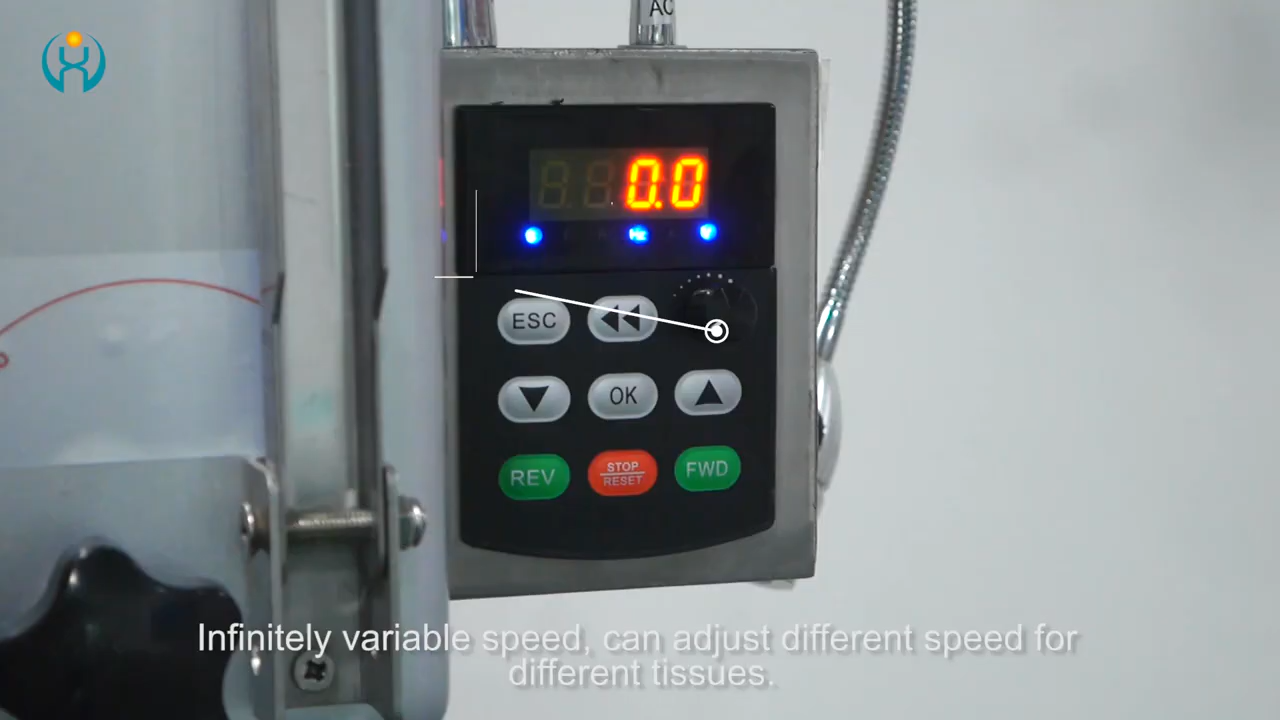 AC
0.0
Hz
ESC
OK
REV
STOP
RESET
FWD
Infinitely variable speed, can adjust different speed for
different tissues.